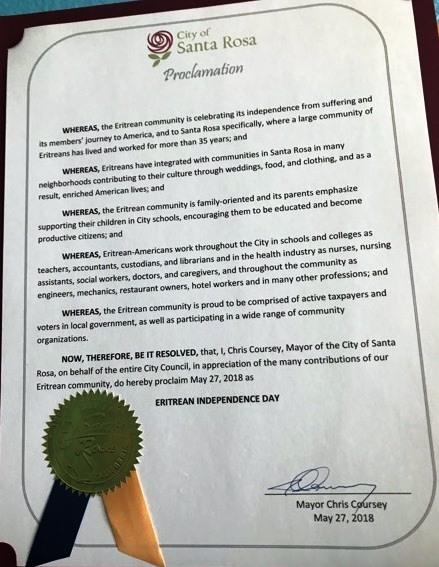 City of
Santa Rosa
Proclamation
WHEREAS, the Eritrean community is celebrating its independence from suffering and
its members' journey to America, and to Santa Rosa specifically, where a large community of
Eritreans has lived and worked for more than 35 years; and
WHEREAS, Eritreans have integrated with communities in Santa Rosa in many
neighborhoods contributing to their culture through weddings, food, and clothing, and as a
result, enriched American lives; and
WHEREAS, the Eritrean community is family-oriented and its parents emphasize
supporting their children in City schools, encouraging them to be educated and become
productive citizens; and
WHEREAS, Eritrean-Americans work throughout the City in schools and colleges as
teachers, accountants, custodians, and librarians and in the health industry as nurses, nursing
assistants, social workers, doctors, and caregivers, and throughout the community as
engineers, mechanics, restaurant owners, hotel workers and in many other professions; and
WHEREAS, the Eritrean community is proud to be comprised of active taxpayers and
voters in local government, as well as participating in a wide range of community
organizations.
NOW, THEREFORE, BE IT RESOLVED, that, I, Chris Coursey, Mayor of the City of Santa
Rosa, on behalf of the entire City Council, in appreciation of the many contributions of our
Eritrean community, do hereby proclaim May 27, 2018 as
ERITREAN INDEPENDENCE DAY
Mayor Chris Coursey
May 27, 2018